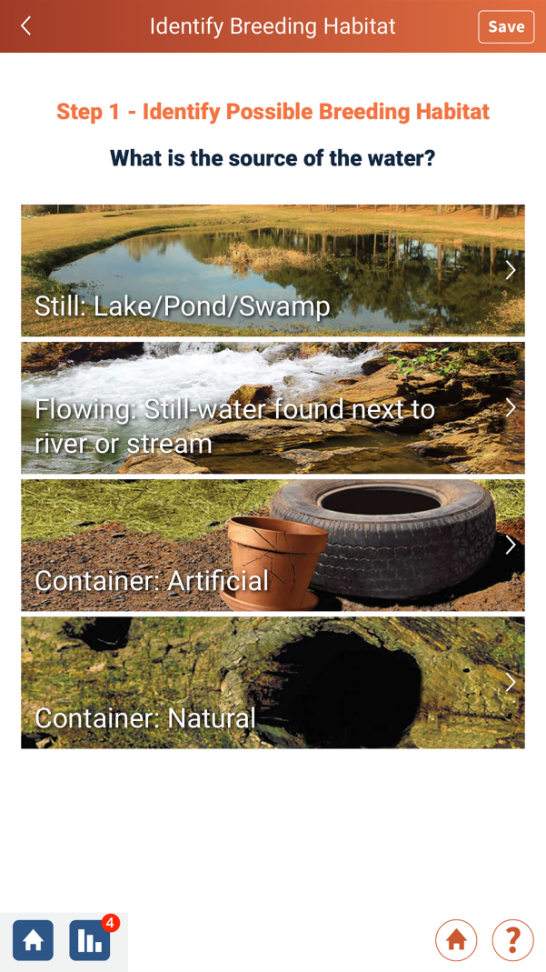 Identify Breeding Habitat
Save
Step 1 - Identify Possible Breeding Habitat
What is the source of the water?
Still: Lake/Pond/Swamp
Flowing: Still-water found next to
river or stream
Container: Artificial
Container: Natural
4
?